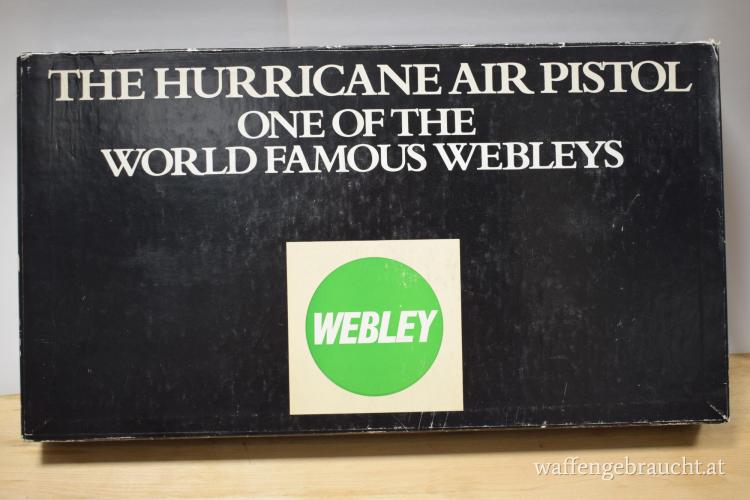 THE HURRICANE AIR PISTOL
ONE OF THE
WORLD FAMOUS WEBLEYS
WEBLEY
waffengebraucht.at